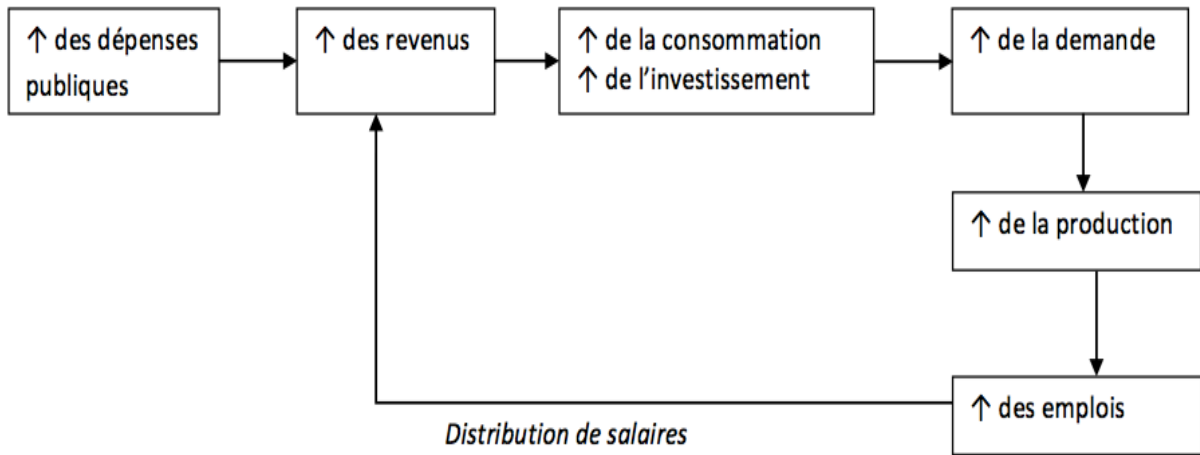 ↑ des dépenses
publiques
↑ des revenus
↑ de la consommation
↑ de l’investissement
↑ de la demande
↑ de la production
↑ des emplois
Distribution de salaires